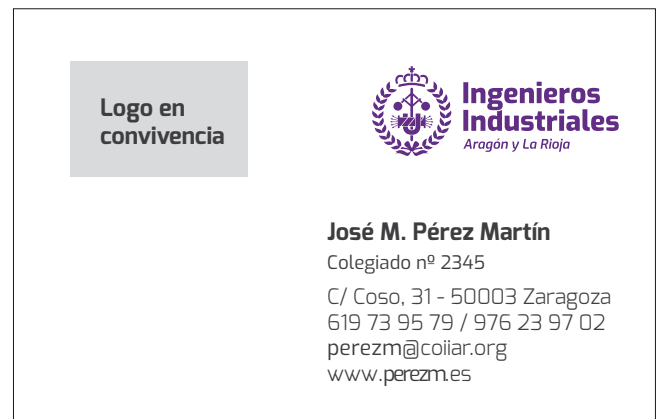 Logo en
convivencia
Ingenieros
Industriales
Aragón y La Rioja
José M. Pérez Martín
Colegiado nº 2345
C/ Coso, 31 - 50003 Zaragoza
619 73 95 79 / 976 23 97 02
perezm@coiiar.org
www.perezm.es